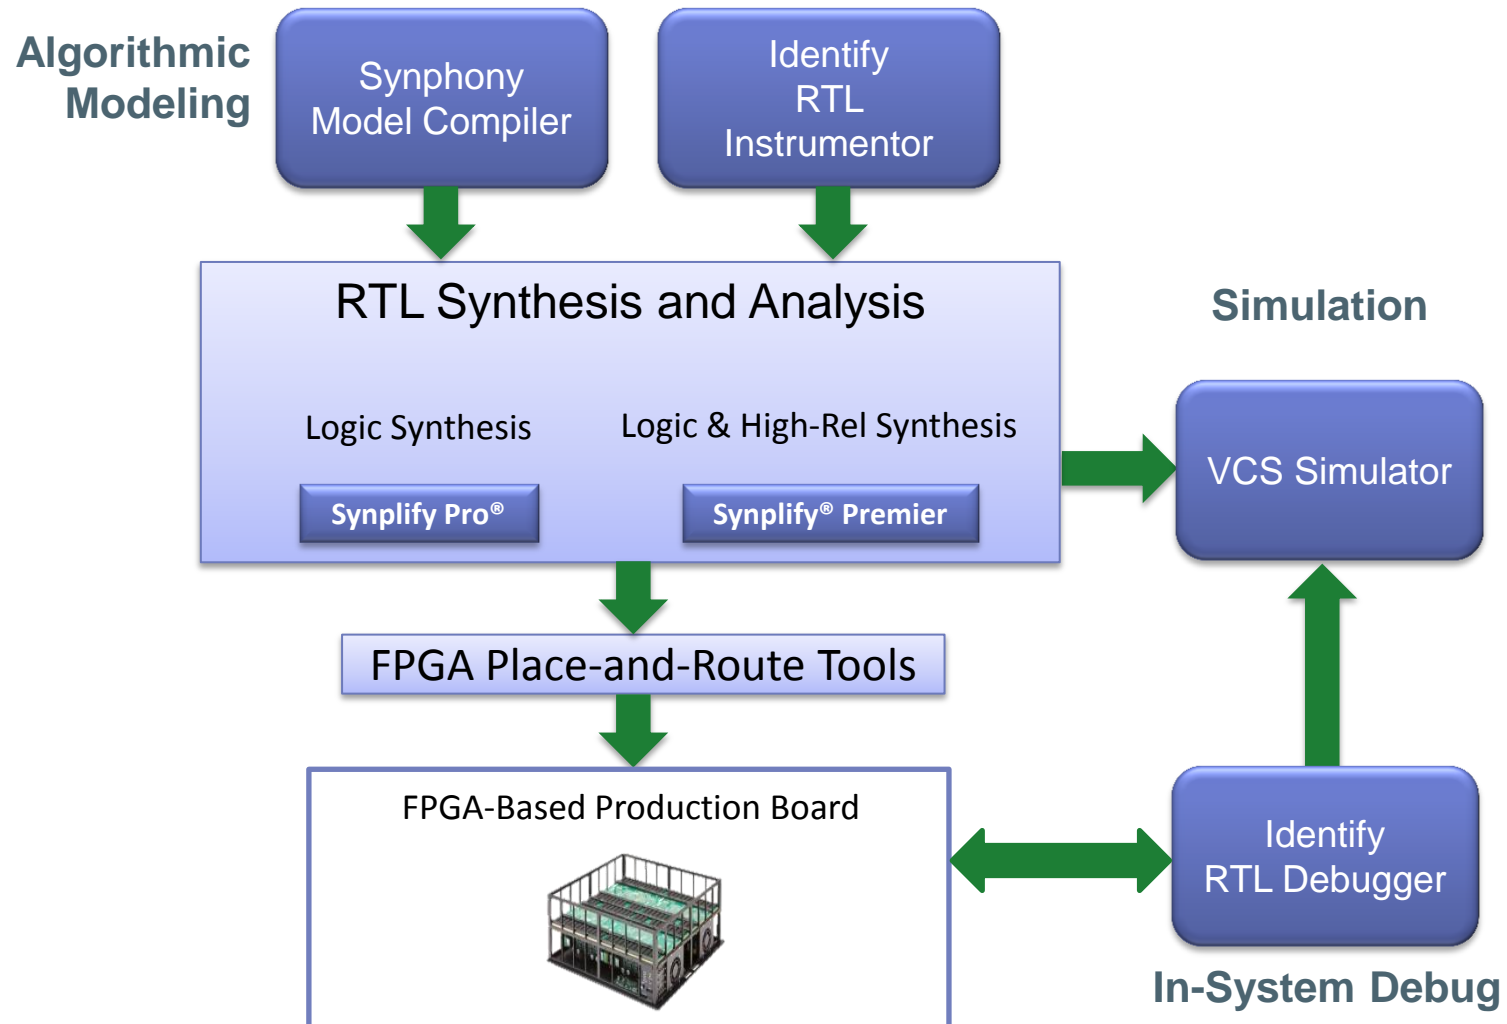 Algorithmic
Modeling
Synphony
Model Compiler
Identify
RTL
Instrumentor
RTL Synthesis and Analysis
Logic Synthesis
Logic & High-Rel Synthesis
Synplify Pro®
Synplify® Premier
Simulation
VCS Simulator
FPGA Place-and-Route Tools
FPGA-Based Production Board
Identify
RTL Debugger
In-System Debug